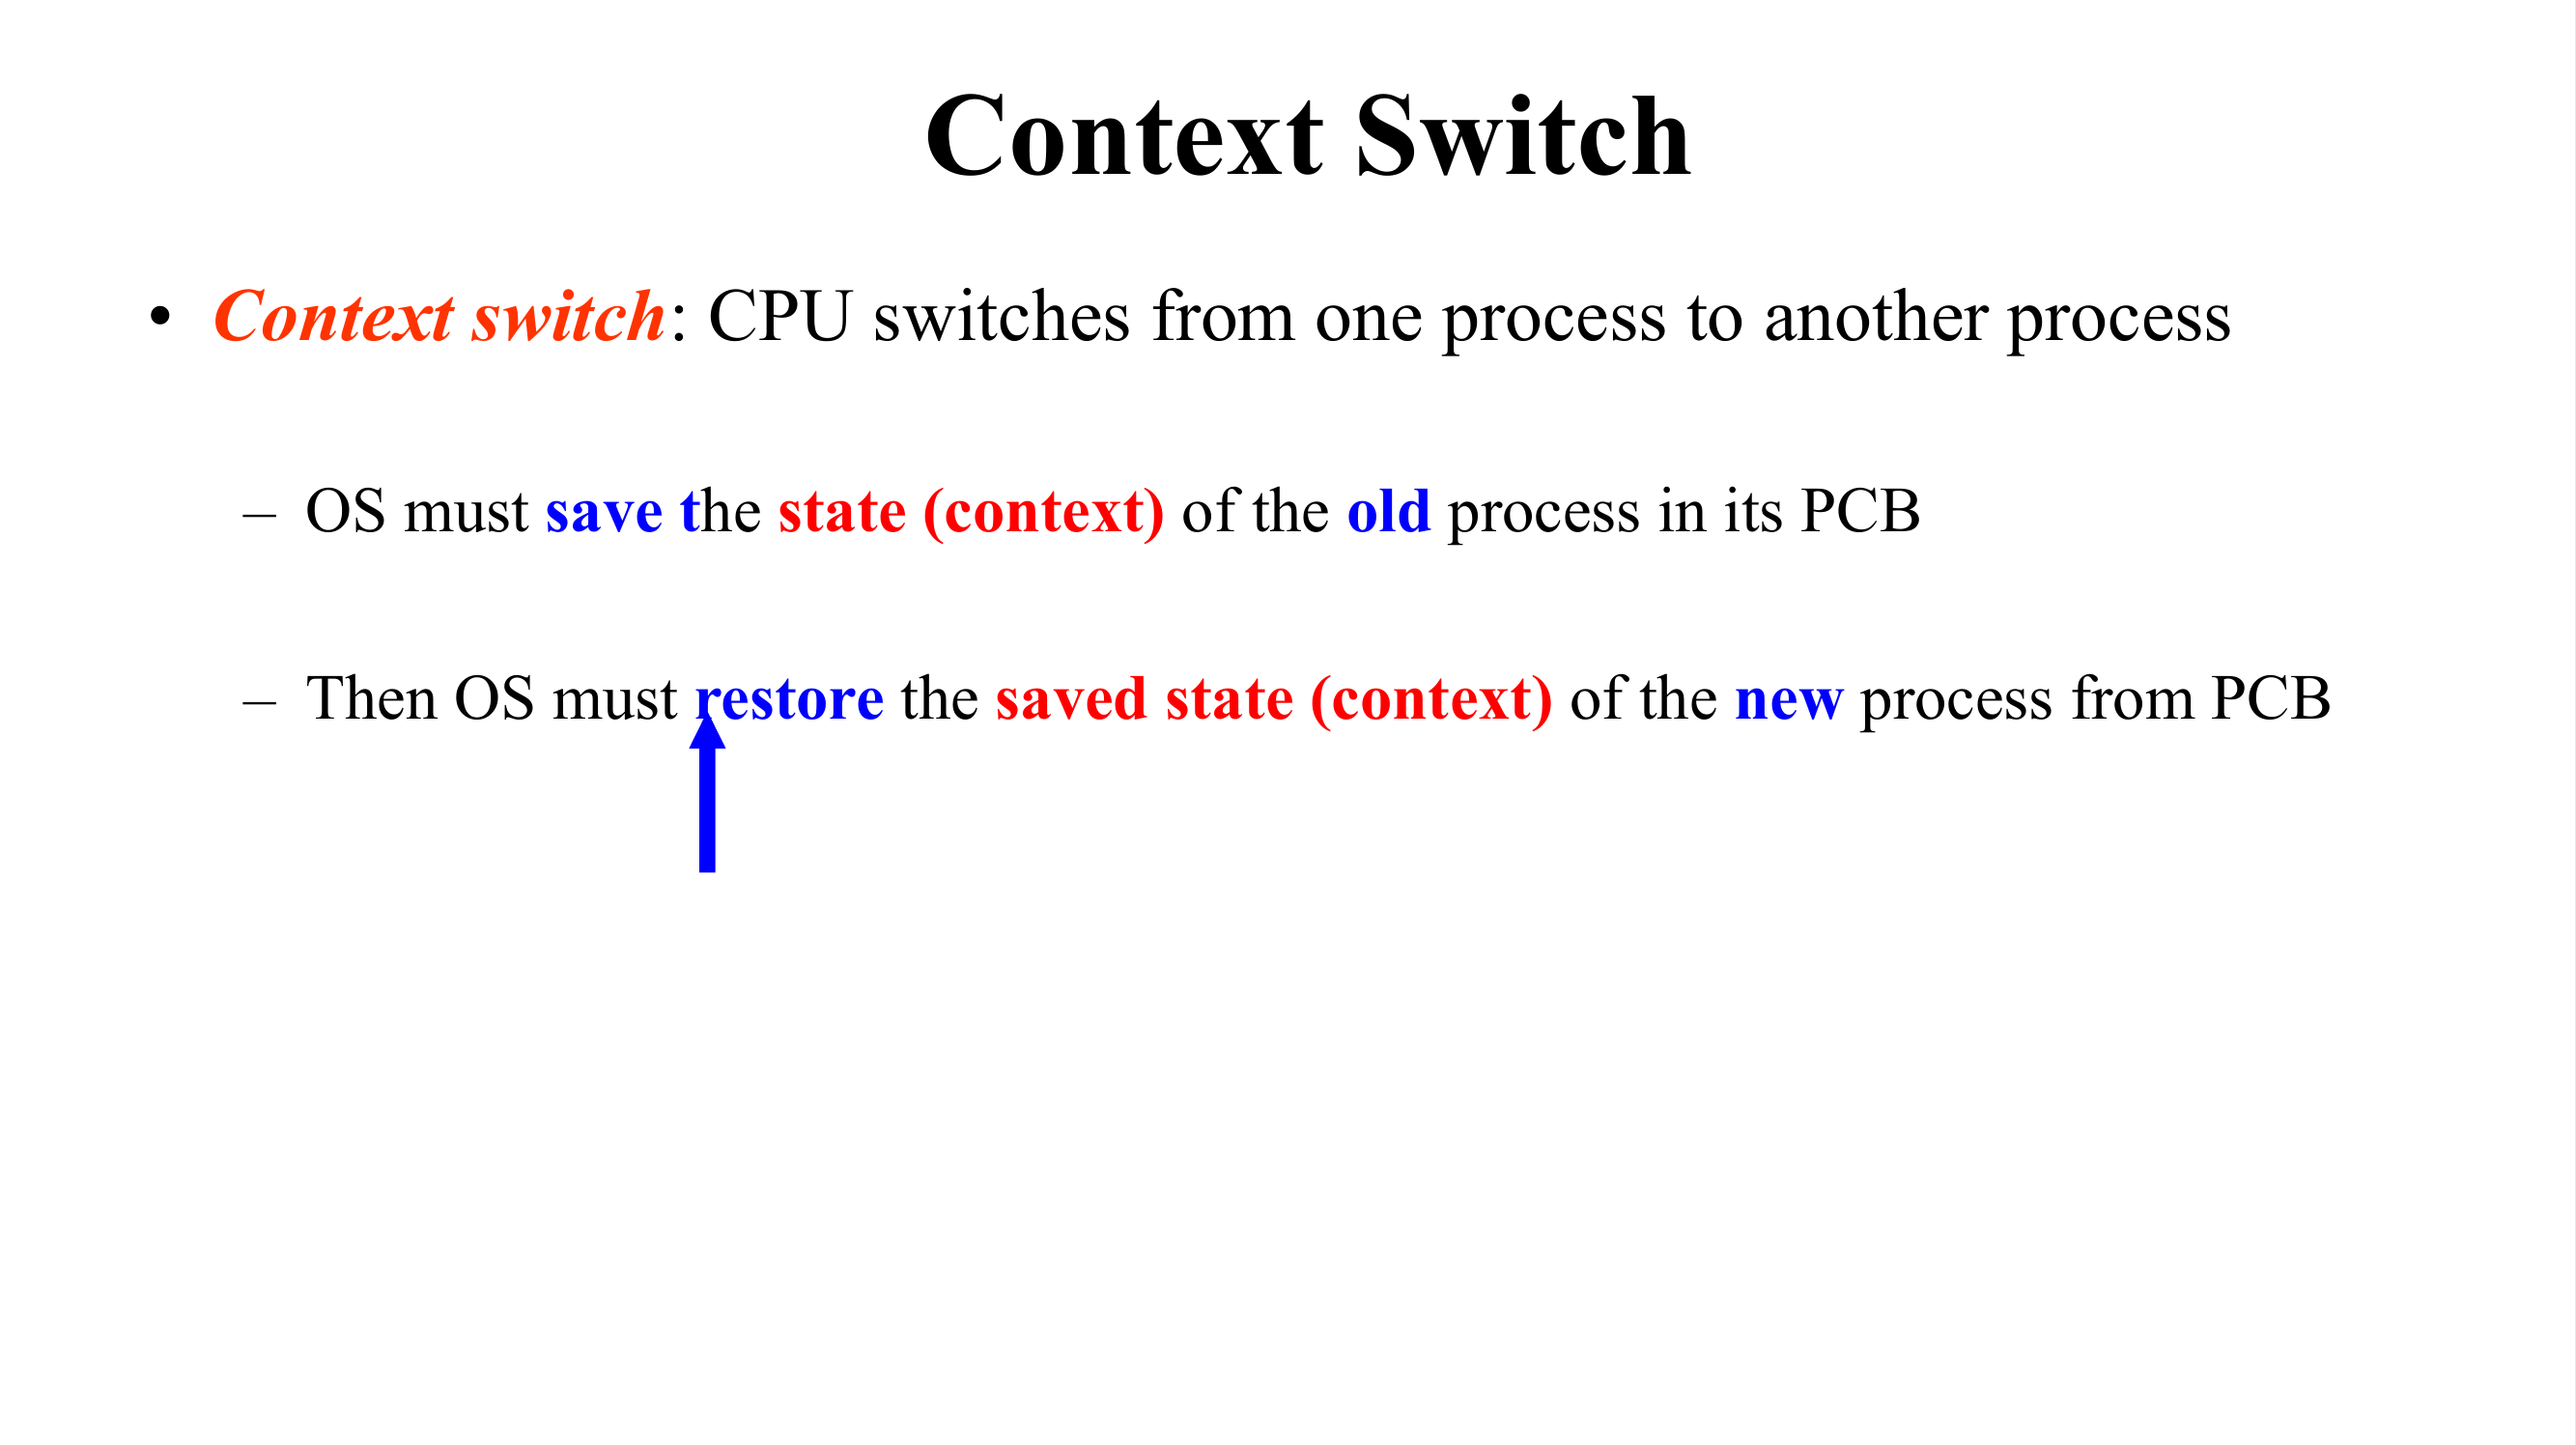 Context Switch
• Context switch: CPU switches from one process to another process
– OS must save the state (context) of the old process in its PCB
– Then OS must restore the saved state (context) of the new process from PCB